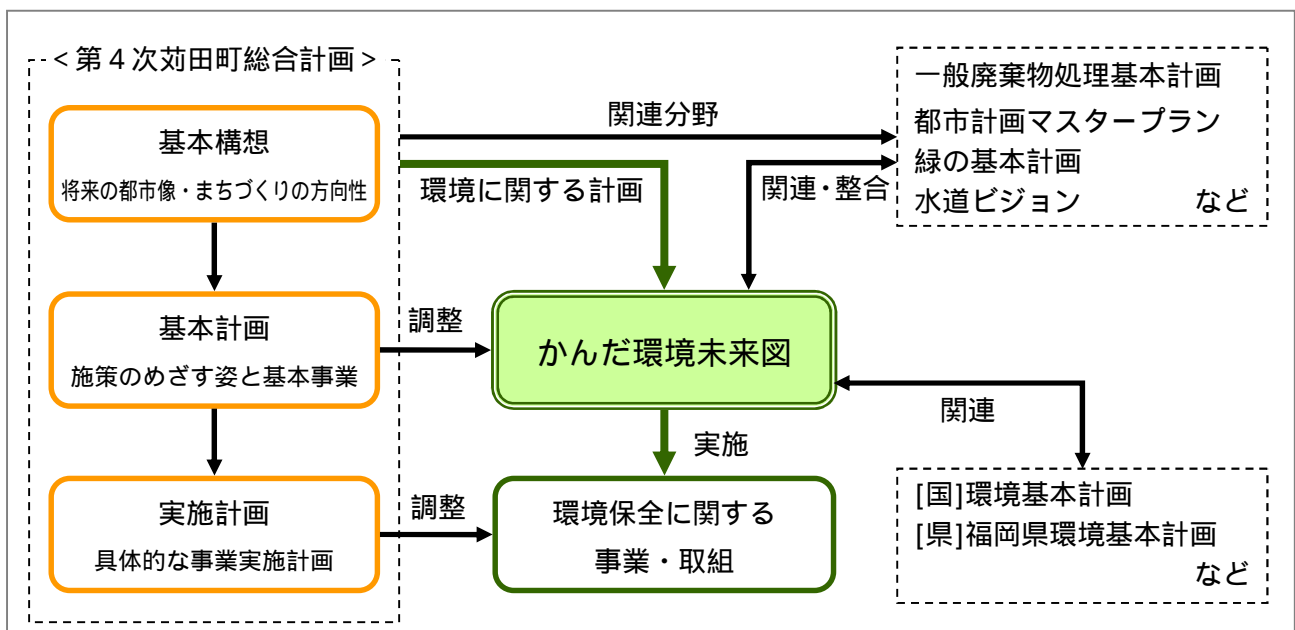 <第4次苅田町総合計画>
基本構想
将来の都市像・まちづくりの方向性
基本計画
施策のめざす姿と基本事業
実施計画
具体的な事業実施計画
関連分野
環境に関する計画
関連・整合
調整
かんだ環境未来図
関連
実施
調整
環境保全に関する
事業・取組
一般廃棄物処理基本計画
都市計画マスタープラン
緑の基本計画
水道ビジョン など
[国]環境基本計画
[県]福岡県環境基本計画
など